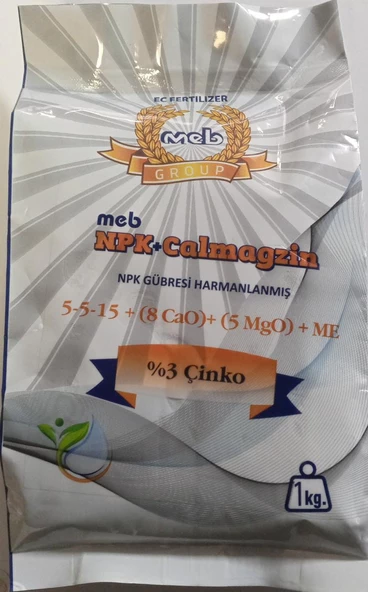 EC FERTILIZER
meb
GROUP
meb
NPK+Calmagzin
NPK GÜBRESİ HARMANLANMIŞ
5-5-15 + (8 CaO)+ (5 MgO) + ME
%3 Çinko
1kg.